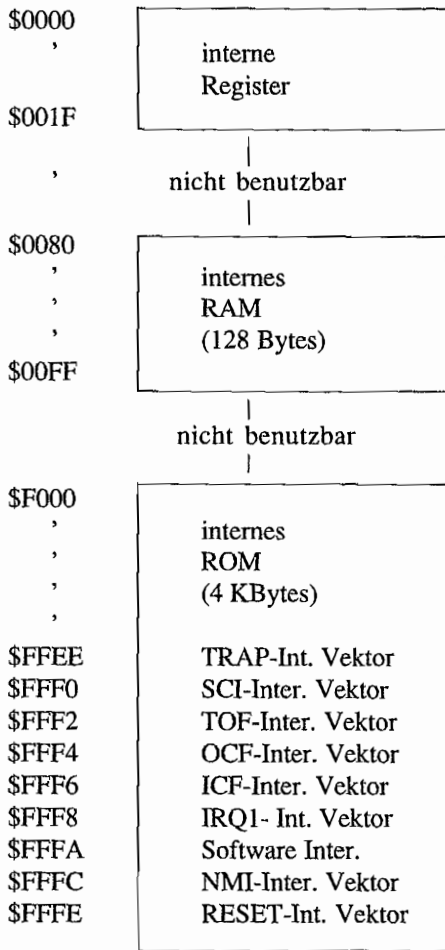 $0000
' interne
Register
$001F
' nicht benutzbar
$0080
' internes
' RAM
' (128 Bytes)
$00FF
nicht benutzbar
$F000
' internes
' ROM
' (4 KBytes)
'
$FFEE TRAP-Int. Vektor
$FFF0 SCI-Inter. Vektor
$FFF2 TOF-Inter. Vektor
$FFF4 OCF-Inter. Vektor
$FFF6 ICF-Inter. Vektor
$FFF8 IRQ1- Int. Vektor
$FFFA Software Inter.
$FFFC NMI-Inter. Vektor
$FFFE RESET-Int. Vektor